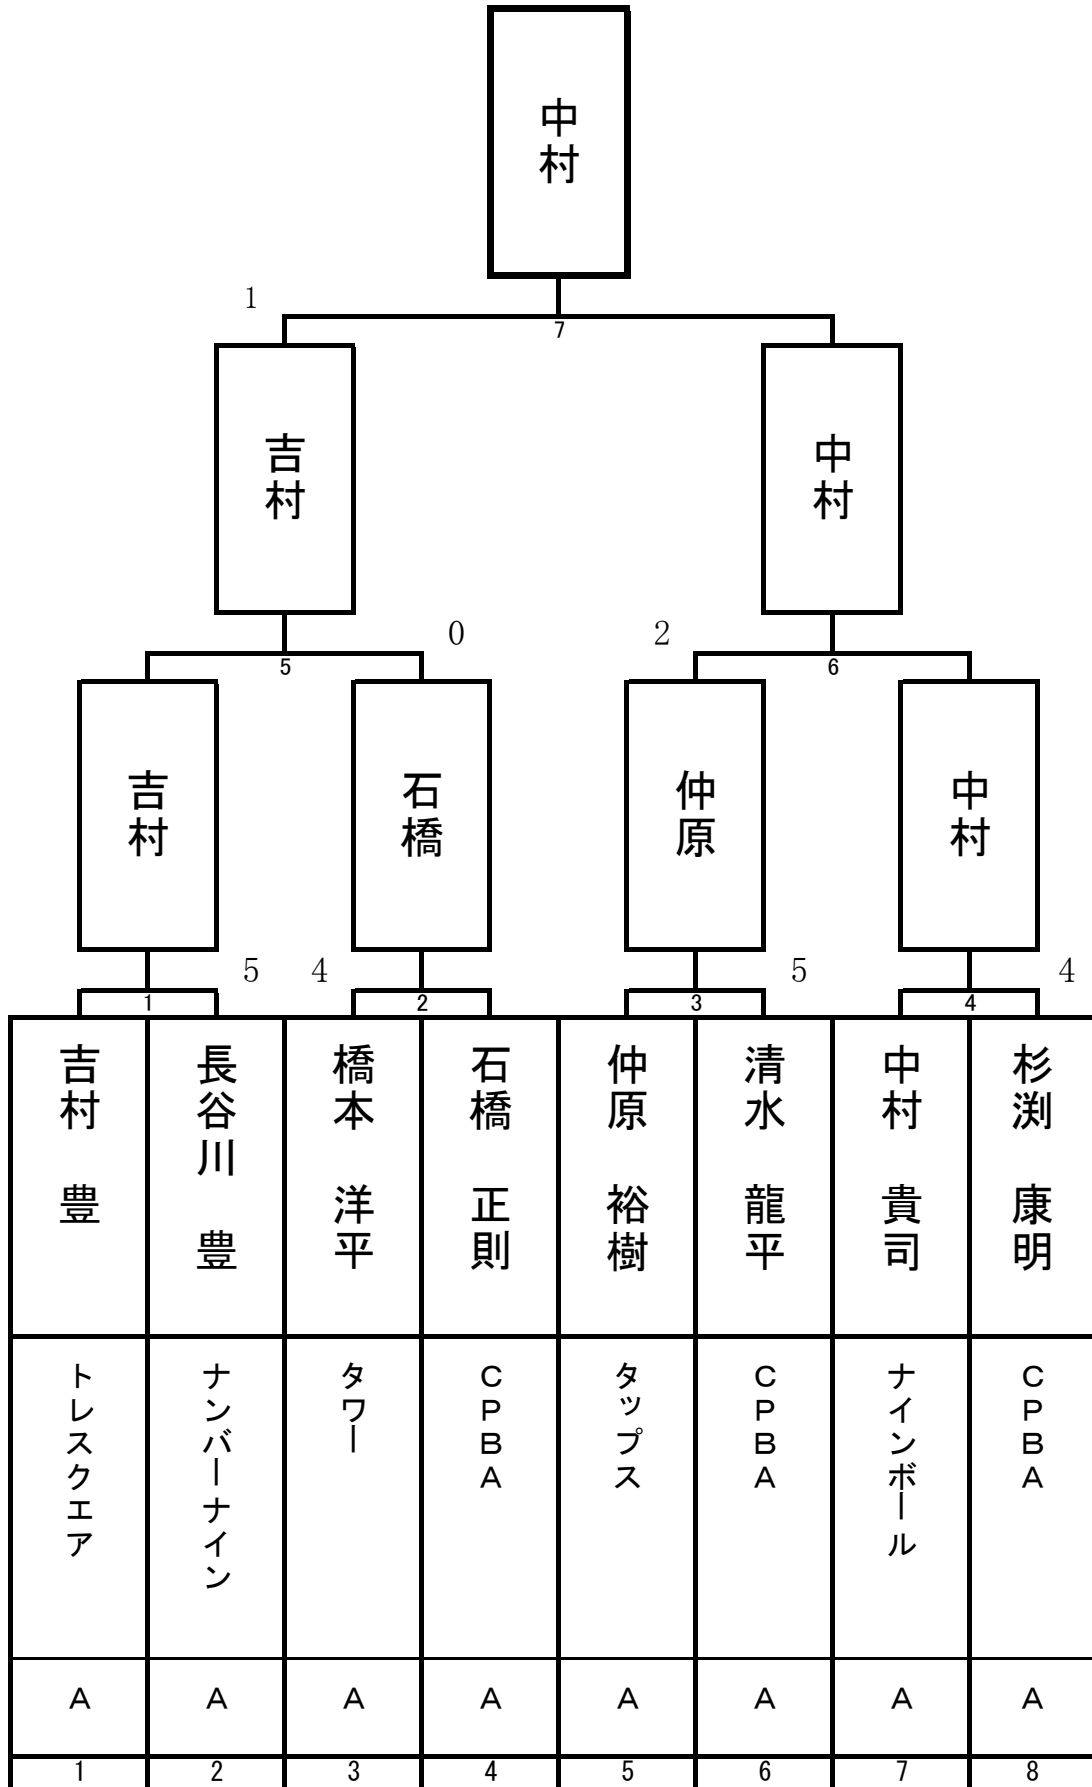 中村
1
7
吉村
中村
0
2
5
6
吉村
石橋
仲原
中村
5
4
5
4
1
2
3
4
吉村 豊
長谷川 豊
橋本 洋平
石橋 正則
仲原 裕樹
清水 龍平
中村 貴司
杉渕 康明
トレスクエア
ナンバーナイン
タワー
CPBA
タップス
CPBA
ナインボール
CPBA
A
A
A
A
A
A
A
A
1
2
3
4
5
6
7
8